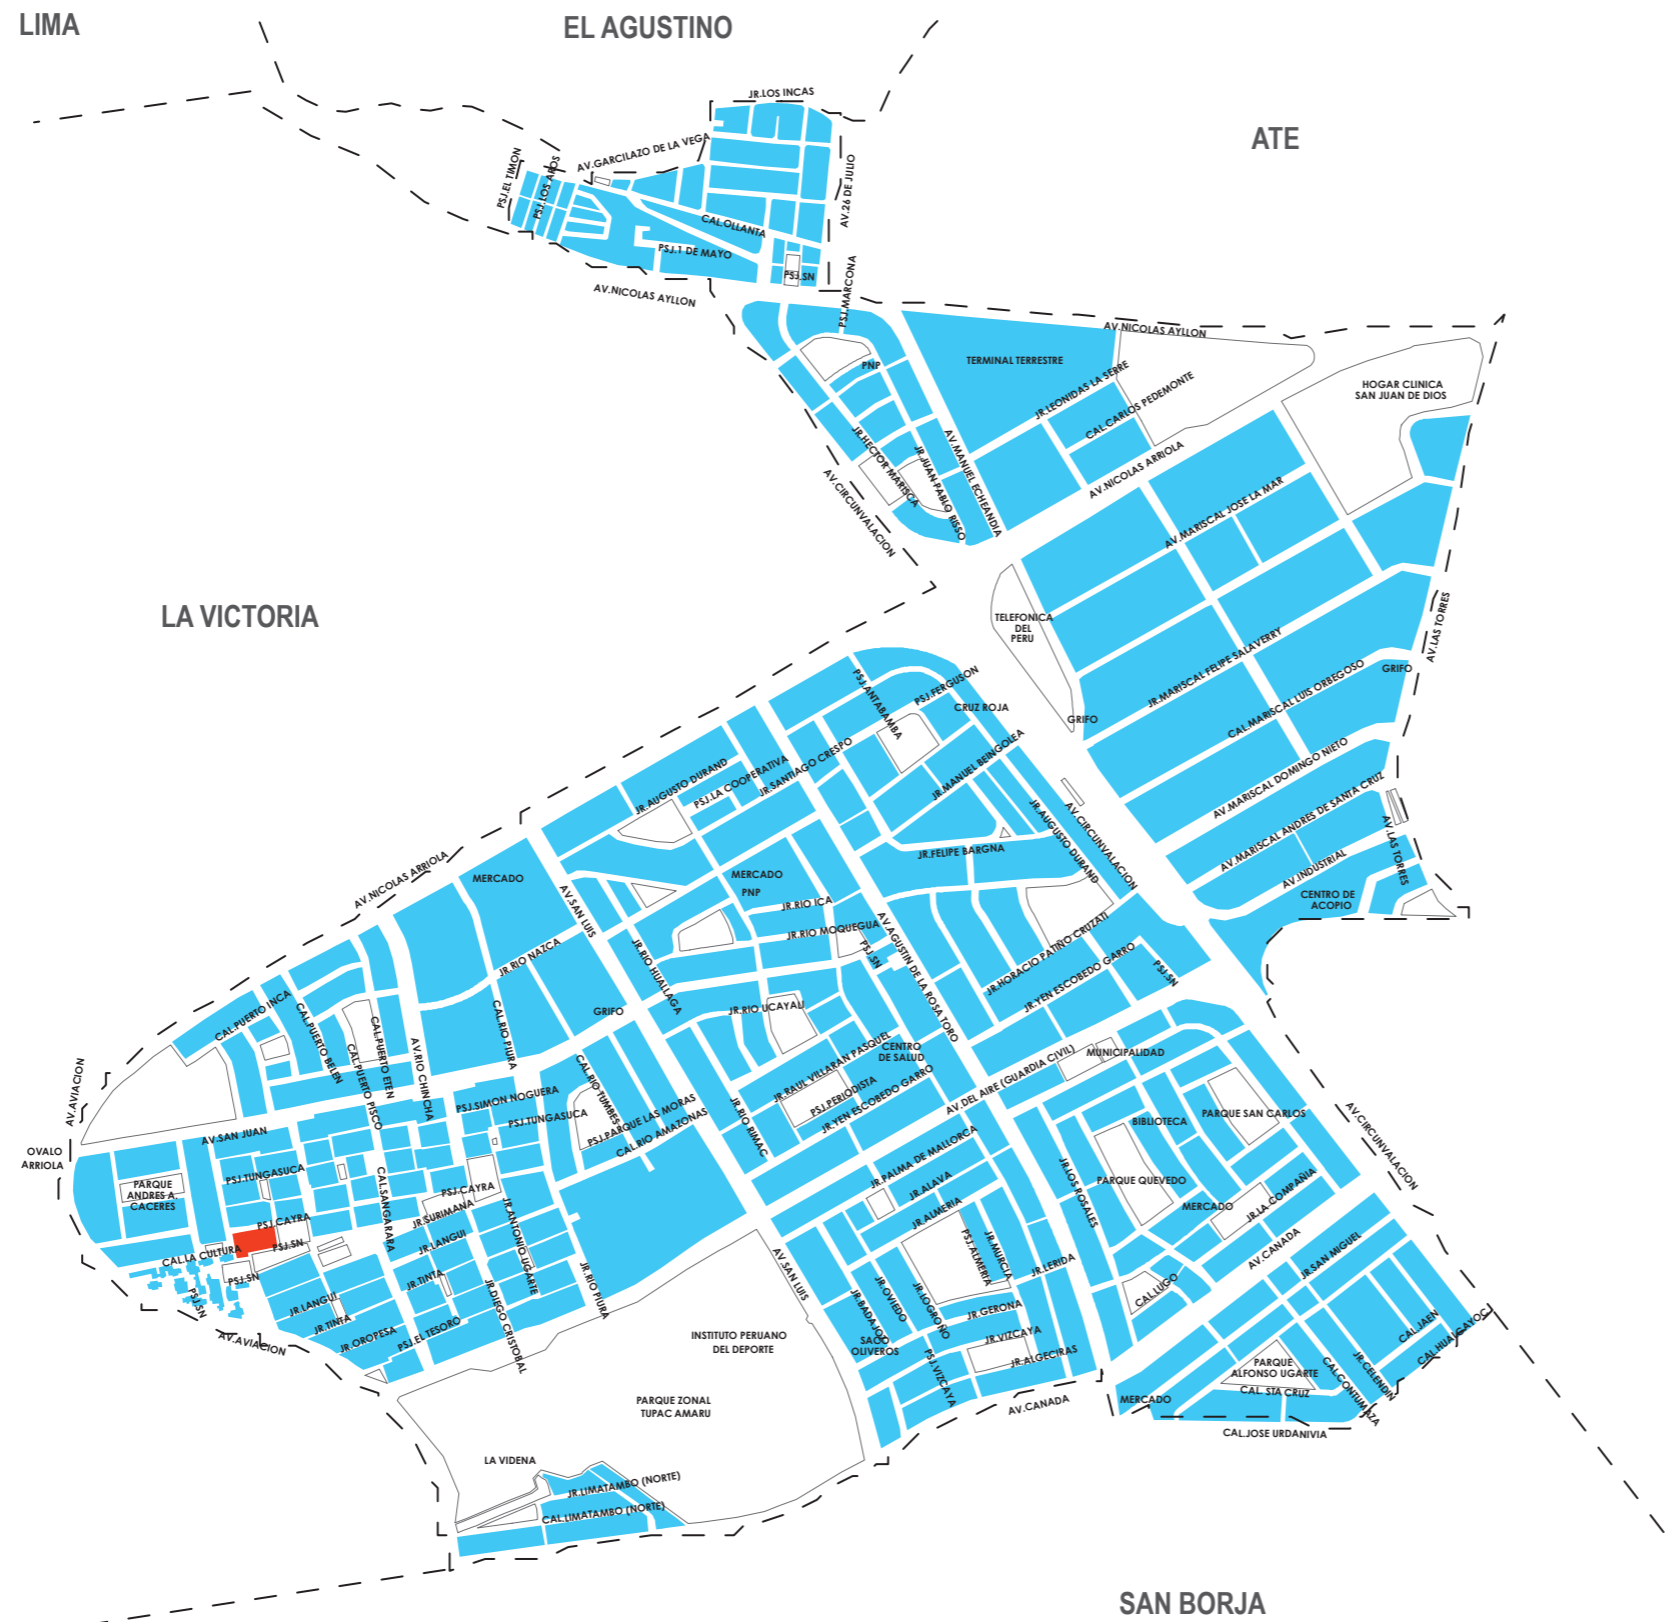 LIMA
EL AGUSTINO
ATE
LA VICTORIA
SAN BORJA
JR.LOS INCAS
AV.GARCILAZO DE LA VEGA
PSJ.EL TIMON
PSJ.LOS AROS
AV.26 DE JULIO
CAL.OLLANTA
PSJ.1 DE MAYO
PSJ.SN
AV.NICOLAS AYLLON
PSJ.MARCONA
AV.NICOLAS AYLLON
TERMINAL TERRESTRE
PNP
JR.LEONIDAS LA SERRE
CAL.CARLOS PEDEMONTE
HOGAR CLINICA
SAN JUAN DE DIOS
JR.HECTOR MARISCA
JR.JUAN PABLO RISSO
AV.MANUEL ECHEANDIA
AV.NICOLAS ARRIOLA
AV.CIRCUNVALACION
AV.MARISCAL JOSE LA MAR
TELEFONICA
DEL
PERU
AV.LAS TORRES
JR.MARISCAL FELIPE SALAVERRY
CAL.MARISCAL LUIS ORBEGOSO
GRIFO
GRIFO
PSJ.ANTABAMBA
PSJ.FERGUSON
CRUZ ROJA
AV.MARISCAL DOMINGO NIETO
JR.AUGUSTO DURAND
PSJ.LA COOPERATIVA
JR.SANTIAGO CRESPO
JR.MANUEL BEINGOLEA
AV.MARISCAL ANDRES DE SANTA CRUZ
AV.CIRCUNVALACION
JR.AUGUSTO DURAND
AV.LAS TORRES
JR.FELIPE BARGNA
AV.INDUSTRIAL
CENTRO DE
ACOPIO
AV.NICOLAS ARRIOLA
MERCADO
MERCADO
PNP
AV.SAN LUIS
JR.RIO ICA
JR.RIO MOQUEGUA
PSJ.SN
AV.AGUSTIN DE LA ROSA TORO
JR.HORACIO PATIÑO CRUZATI
JR.YEN ESCOBEDO GARRO
PSJ.SN
JR.RIO NAZCA
JR.RIO HUALLAGA
GRIFO
JR.RIO UCAYALI
CAL.PUERTO INCA
CAL.PUERTO BELEN
CAL.PUERTO PISCO
CAL.PUERTO ETEN
AV.RIO CHINCHA
CAL.RIO PIURA
CENTRO
DE SALUD
MUNICIPALIDAD
AV.AVIACION
CAL.RIO TUMBES
JR.RAUL VILLARAN PASQUEL
PSJ.PERIODISTA
JR.YEN ESCOBEDO GARRO
AV.DEL AIRE (GUARDIA CIVIL)
PSJ.SIMON NOGUERA
PSJ.TUNGASUCA
PSJ.PARQUE LAS MORAS
CAL.RIO AMAZONAS
JR.RIO RIMAC
BIBLIOTECA
PARQUE SAN CARLOS
AV.CIRCUNVALACION
AV.SAN JUAN
OVALO
ARRIOLA
PSJ.TUNGASUCA
PARQUE
ANDRES A.
CACERES
PSJ.CAYRA
CAL.SANGARARA
PSJ.CAYRA
JR.SURIMANA
JR.ANTONIO UGARTE
JR.PALMA DE MALLORCA
JR.ALAVA
JR.ALMERIA
JR.LOS ROSALES
PARQUE QUEVEDO
MERCADO
JR.LA COMPAÑIA
CAL.LA CULTURA
PSJ.SN
PSJ.SN
PSJ.SN
JR.LANGUI
JR.TINTA
JR.LANGUI
JR.TINTA
JR.OROPESA
PSJ.EL TESORO
JR.DIEGO CRISTOBAL
JR.RIO PIURA
AV.AVIACION
AV.SAN LUIS
PSJ.ALMERIA
JR.MURCIA
JR.LERIDA
AV.CANADA
JR.SAN MIGUEL
CAL.LUGO
JR.BADAJOZ
JR.OVIEDO
JR.LOGROÑO
JR.GERONA
JR.VIZCAYA
JR.ALGECIRAS
SACO
OLIVEROS
PSJ.VIZCAYA
INSTITUTO PERUANO
DEL DEPORTE
PARQUE ZONAL
TUPAC AMARU
PARQUE
ALFONSO UGARTE
CAL. STA CRUZ
CAL.CONTUMAZA
JR.CELENDIN
CAL.JAEN
CAL.HUALGAYOC
MERCADO
AV.CANADA
CAL.JOSE URDANIVIA
LA VIDENA
JR.LIMATAMBO (NORTE)
CAL.LIMATAMBO (NORTE)